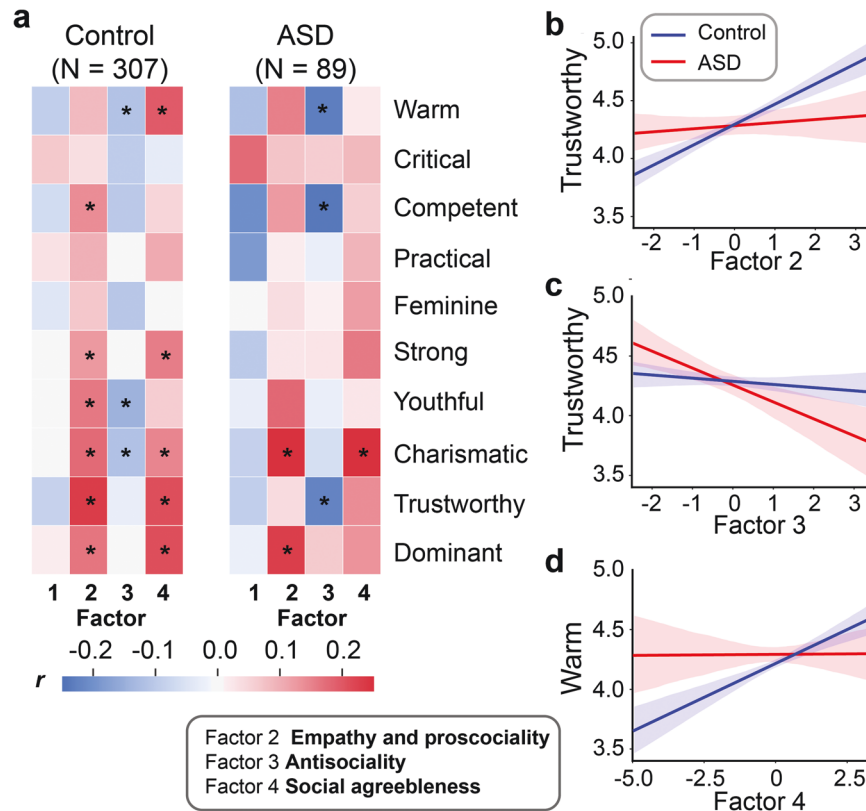 a
Control
(N = 307)
ASD
(N = 89)
* * Warm *
Critical
* Competent *
Practical
Feminine
* * Strong
* * Youthful
* * * Charismatic * *
* * Trustworthy *
* * Dominant *
1 2 3 4
Factor
1 2 3 4
Factor
-0.2 -0.1 0.0 0.1 0.2
r
Factor 2 Empathy and proscociality
Factor 3 Antisociality
Factor 4 Social agreebleness
b
Control
ASD
Trustworthy
5.0
4.5
4.0
3.5
-2 -1 0 1 2 3
Factor 2
c
Trustworthy
5.0
45
4.0
3.5
-2 -1 0 1 2 3
Factor 3
d
Warm
5.0
4.5
4.0
3.5
-5.0 -2.5 0 2.5
Factor 4